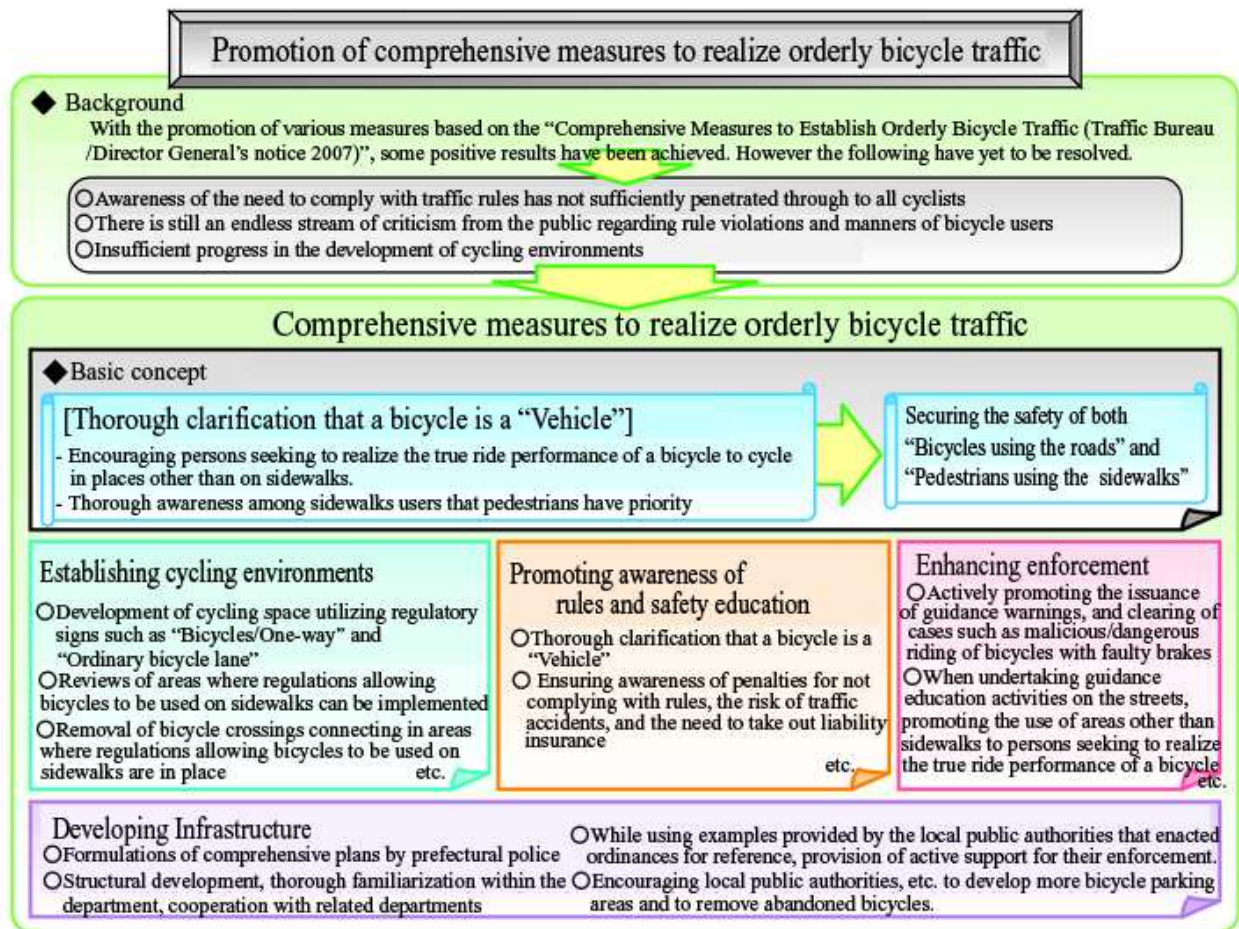 Promotion of comprehensive measures to realize orderly bicycle traffic
◆ Background
With the promotion of various measures based on the “Comprehensive Measures to Establish Orderly Bicycle Traffic (Traffic Bureau
/Director General’s notice 2007)”, some positive results have been achieved. However the following have yet to be resolved.
○Awareness of the need to comply with traffic rules has not sufficiently penetrated through to all cyclists
○There is still an endless stream of criticism from the public regarding rule violations and manners of bicycle users
○Insufficient progress in the development of cycling environments
Comprehensive measures to realize orderly bicycle traffic
◆Basic concept
[Thorough clarification that a bicycle is a “Vehicle”]
- Encouraging persons seeking to realize the true ride performance of a bicycle to cycle
in places other than on sidewalks.
- Thorough awareness among sidewalks users that pedestrians have priority
Securing the safety of both
“Bicycles using the roads” and
“Pedestrians using the sidewalks”
Establishing cycling environments
○Development of cycling space utilizing regulatory
signs such as “Bicycles/One-way” and
“Ordinary bicycle lane”
○Reviews of areas where regulations allowing
bicycles to be used on sidewalks can be implemented
○Removal of bicycle crossings connecting in areas
where regulations allowing bicycles to be used on
sidewalks are in place etc.
Promoting awareness of
rules and safety education
○Thorough clarification that a bicycle is a
“Vehicle”
○ Ensuring awareness of penalties for not
complying with rules, the risk of traffic
accidents, and the need to take out liability
insurance
etc.
Enhancing enforcement
○Actively promoting the issuance
of guidance warnings, and clearing of
cases such as malicious/dangerous
riding of bicycles with faulty brakes
○When undertaking guidance
education activities on the streets,
promoting the use of areas other than
sidewalks to persons seeking to realize
the true ride performance of a bicycle
etc.
Developing Infrastructure
○Formulations of comprehensive plans by prefectural police
○Structural development, thorough familiarization within the
department, cooperation with related departments
○While using examples provided by the local public authorities that enacted
ordinances for reference, provision of active support for their enforcement.
○Encouraging local public authorities, etc. to develop more bicycle parking
areas and to remove abandoned bicycles.